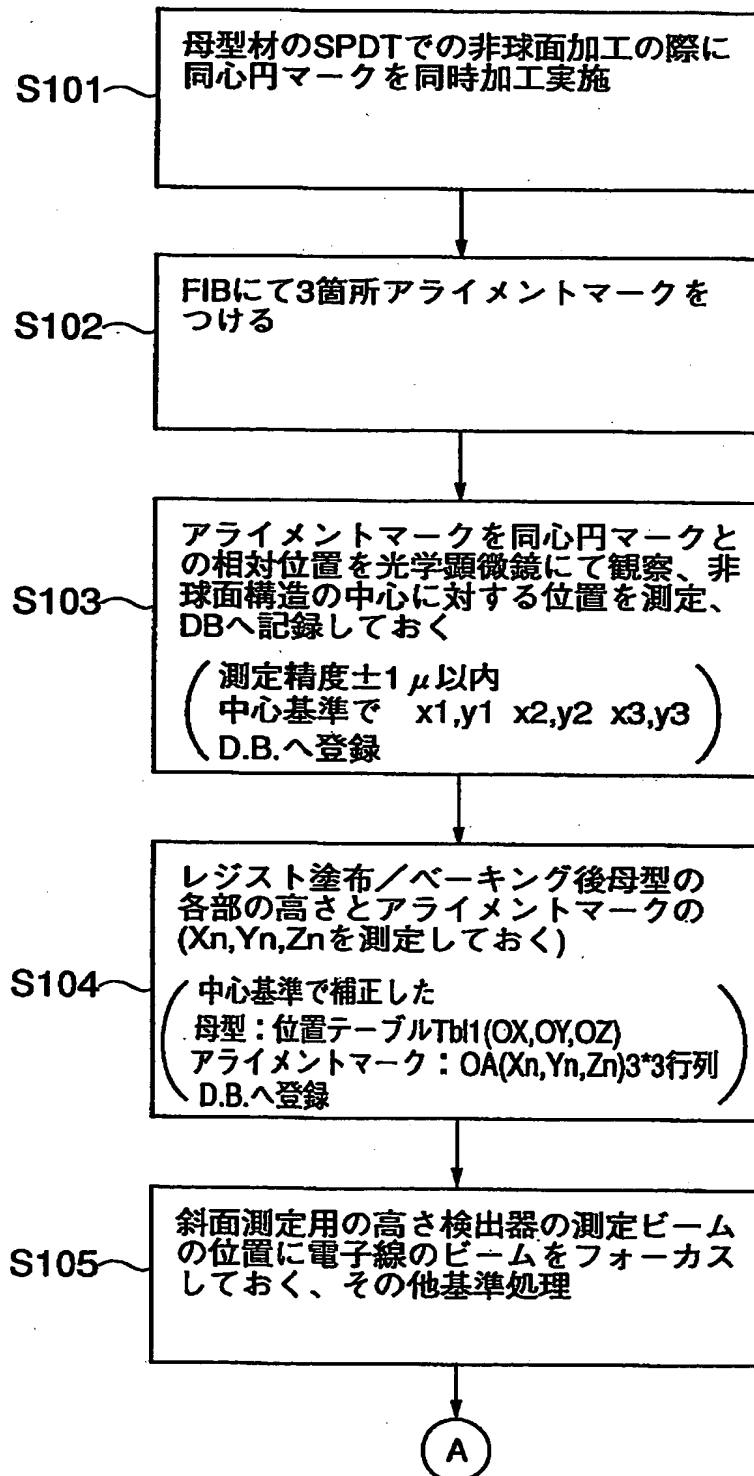 S101
母型材のSPDTでの非球面加工の際に
同心円マークを同時加工実施
S102
FIBにて3箇所アライメントマークを
つける
S103
アライメントマークを同心円マークと
の相対位置を光学顕微鏡にて観察、非
球面構造の中心に対する位置を測定、
DBへ記録しておく
測定精度±1μ以内
中心基準で x1,y1 x2,y2 x3,y3
D.B.へ登録
S104
レジスト塗布／ベーキング後母型の
各部の高さとアライメントマークの
(Xn,Yn,Znを測定しておく)
中心基準で補正した
母型：位置テーブルTbl1(OX,OY,OZ)
アライメントマーク：OA(Xn,Yn,Zn)3*3行列
D.B.へ登録
S105
斜面測定用の高さ検出器の測定ビーム
の位置に電子線のビームをフォーカス
しておく、その他基準処理
A